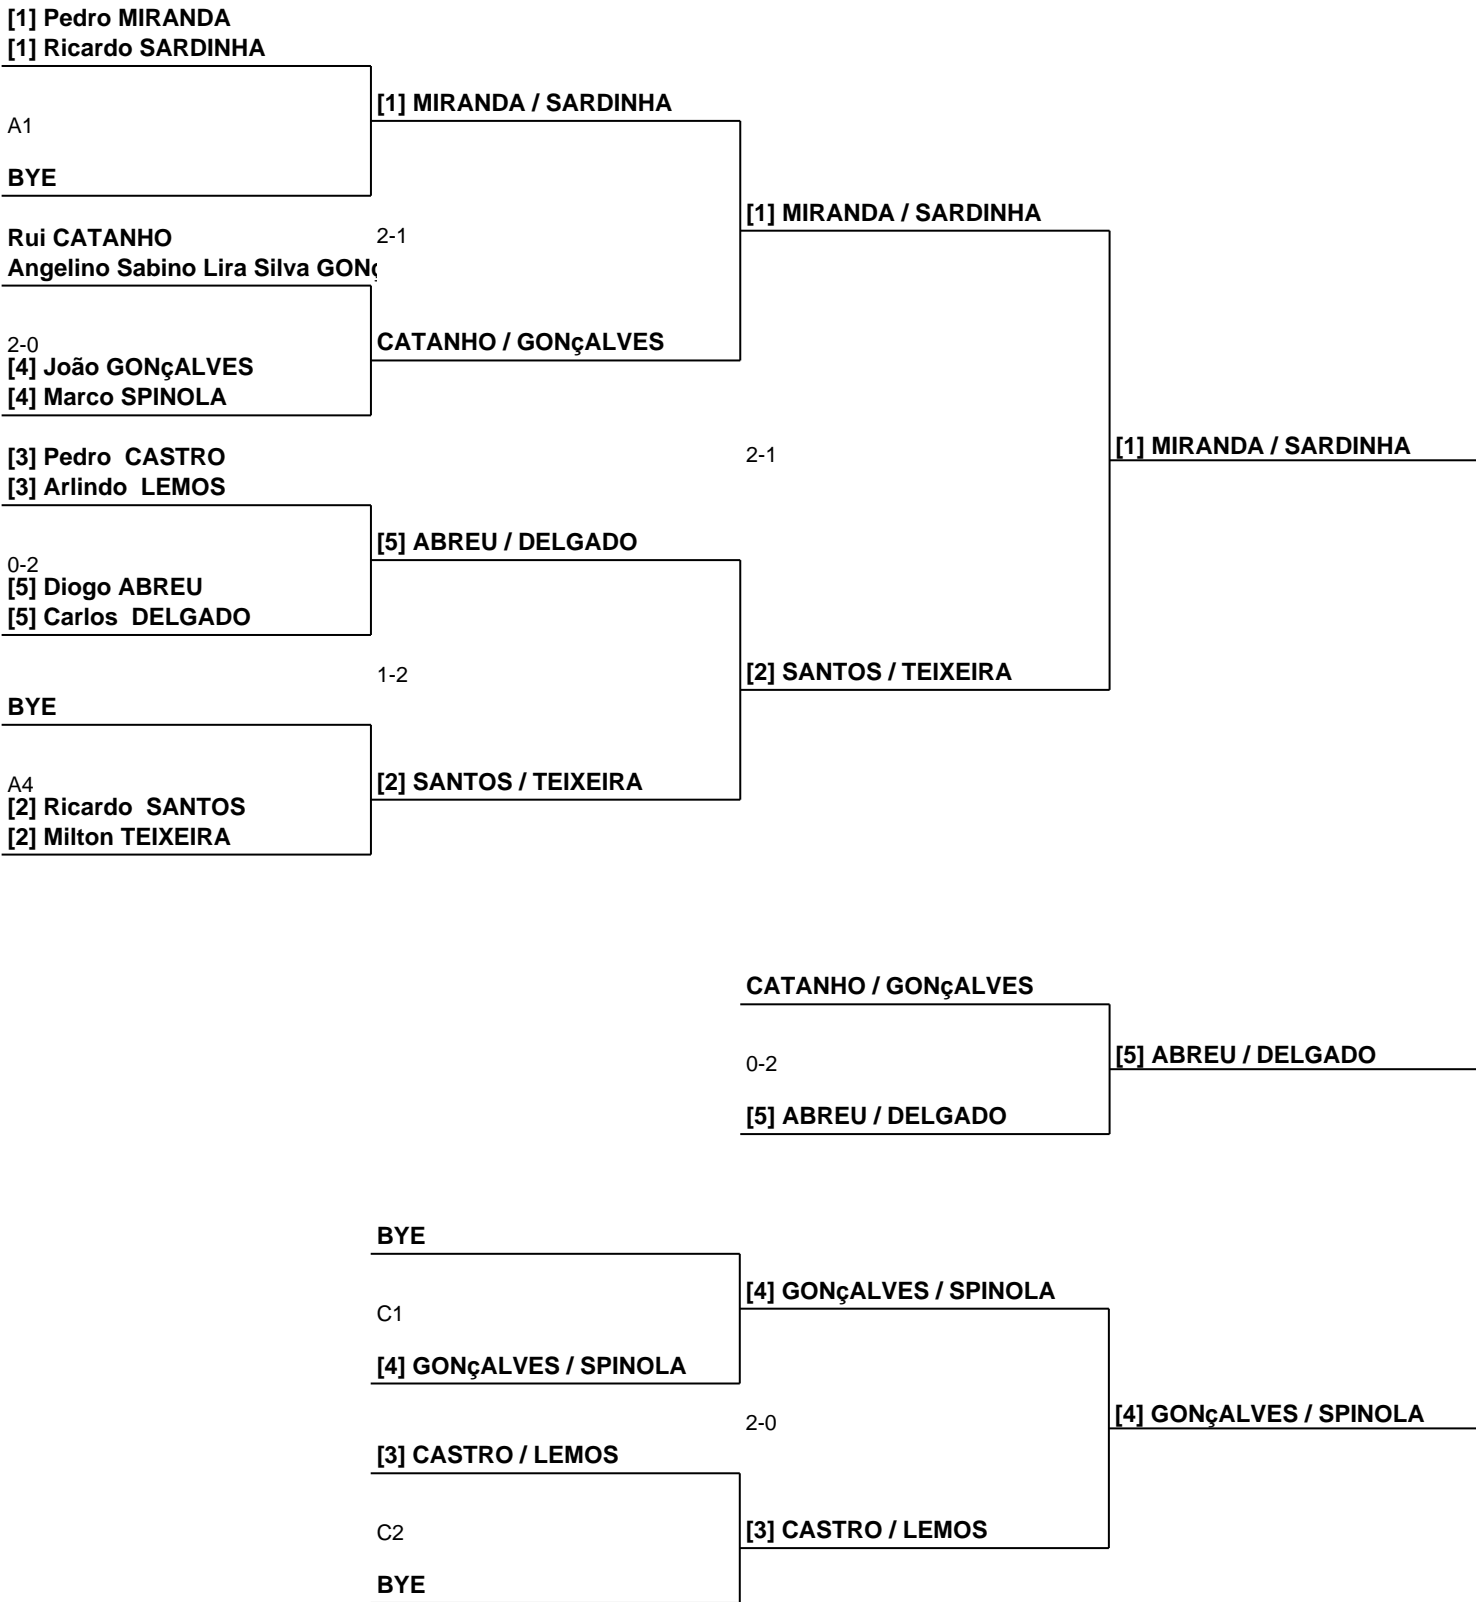 [1] Pedro MIRANDA
[1] Ricardo SARDINHA
[1] MIRANDA / SARDINHA
A1
BYE
[1] MIRANDA / SARDINHA
Rui CATANHO
2-1
Angelino Sabino Lira Silva GONç
2-0
CATANHO / GONçALVES
[4] João GONçALVES
[4] Marco SPINOLA
[3] Pedro  CASTRO
2-1
[1] MIRANDA / SARDINHA
[3] Arlindo  LEMOS
[5] ABREU / DELGADO
0-2
[5] Diogo ABREU
[5] Carlos  DELGADO
1-2
[2] SANTOS / TEIXEIRA
BYE
A4
[2] SANTOS / TEIXEIRA
[2] Ricardo  SANTOS
[2] Milton TEIXEIRA
CATANHO / GONçALVES
0-2
[5] ABREU / DELGADO
[5] ABREU / DELGADO
BYE
[4] GONçALVES / SPINOLA
C1
[4] GONçALVES / SPINOLA
2-0
[4] GONçALVES / SPINOLA
[3] CASTRO / LEMOS
C2
[3] CASTRO / LEMOS
BYE